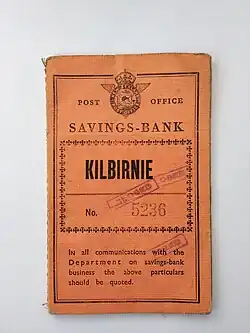 POST OFFICE
SAVINGS-BANK
KILBIRNIE
CLOSED
No. 5236
In all communications with the
Department on savings-bank
business the above particulars
should be quoted.